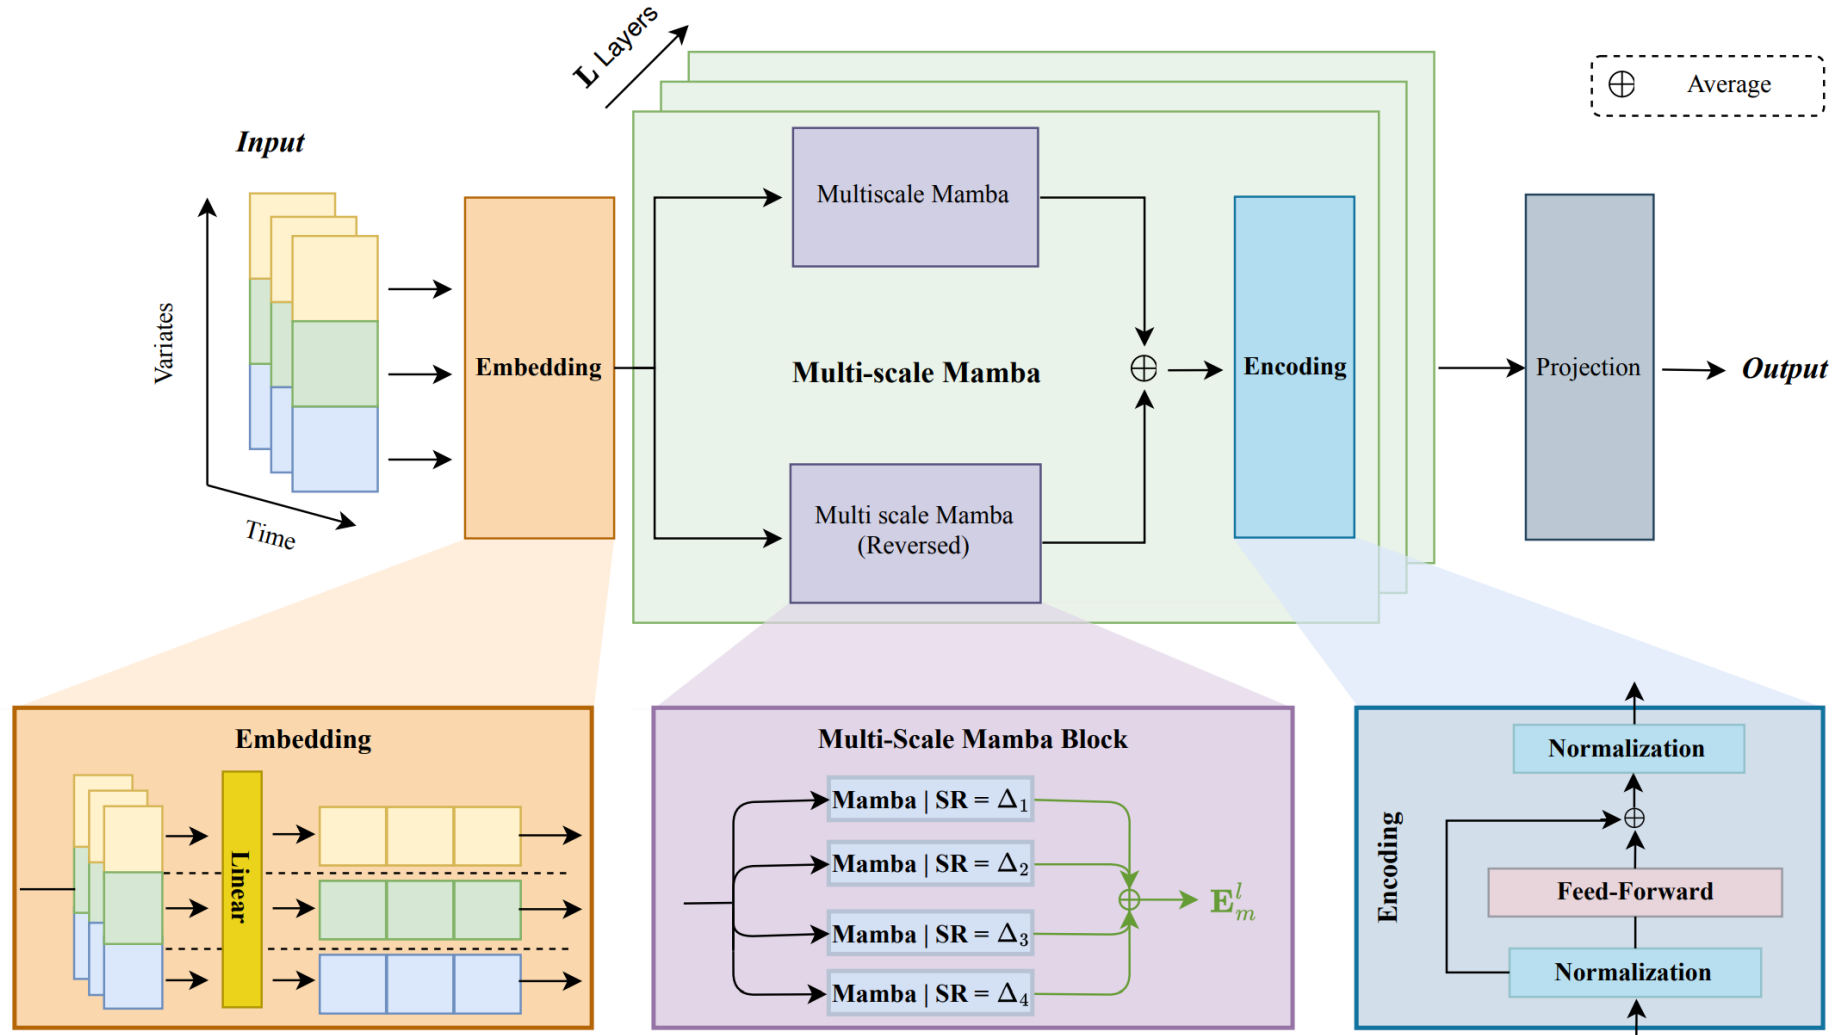 L Layers
⊕ Average
Input
Variates
Time
Embedding
Multiscale Mamba
Multi-scale Mamba
Multi scale Mamba
(Reversed)
Encoding
Projection
Output
Embedding
Linear
Multi-Scale Mamba Block
Mamba | SR = Δ₁
Mamba | SR = Δ₂
Mamba | SR = Δ₃
Mamba | SR = Δ₄
E_m^l
Encoding
Normalization
Feed-Forward
Normalization